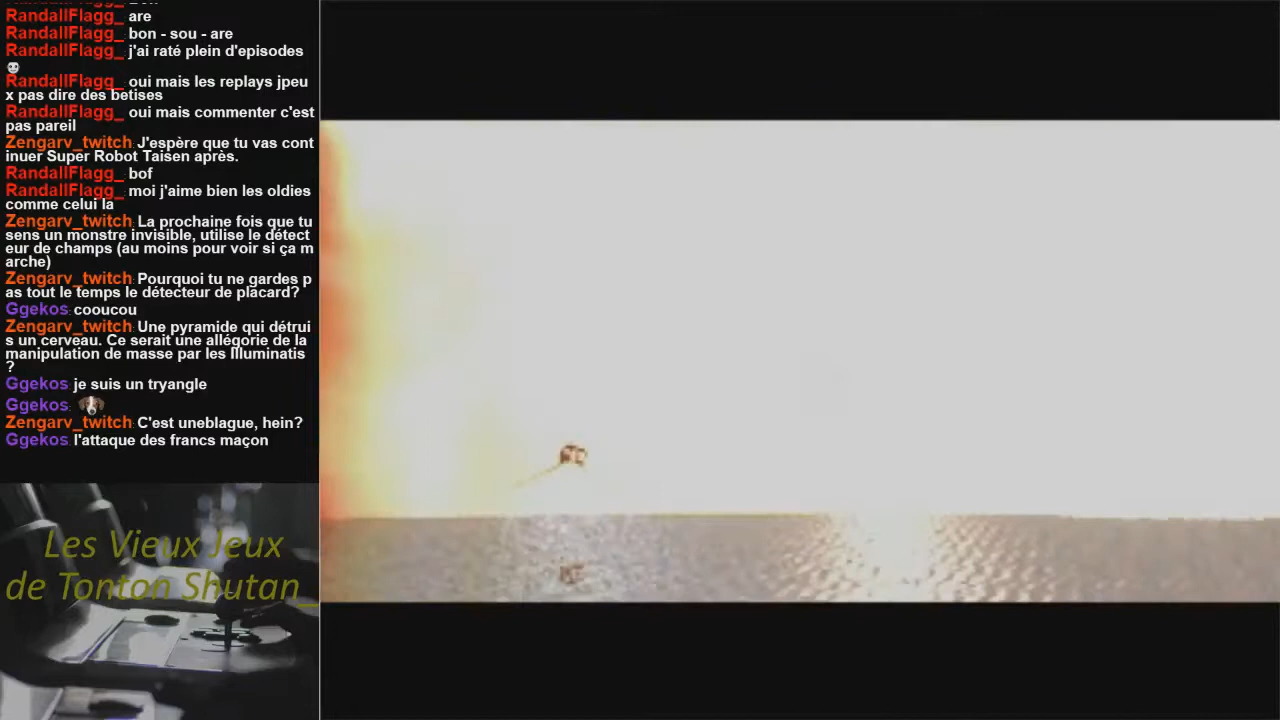 RandallFlagg_: are
RandallFlagg_: bon - sou - are
RandallFlagg_: j'ai raté plein d'episodes
RandallFlagg_: oui mais les replays jpeu
x pas dire des betises
RandallFlagg_: oui mais commenter c'est
pas pareil
Zengarv_twitch: J'espère que tu vas cont
inuer Super Robot Taisen après.
RandallFlagg_: bof
RandallFlagg_: moi j'aime bien les oldies
comme celui la
Zengarv_twitch: La prochaine fois que tu
sens un monstre invisible, utilise le détect
eur de champs (au moins pour voir si ça m
arche)
Zengarv_twitch: Pourquoi tu ne gardes p
as tout le temps le détecteur de placard?
Ggekos: cooucou
Zengarv_twitch: Une pyramide qui détrui
s un cerveau. Ce serait une allégorie de la
manipulation de masse par les Illuminatis
?
Ggekos: je suis un tryangle
Ggekos:
Zengarv_twitch: C'est uneblague, hein?
Ggekos: l'attaque des francs maçon
Les Vieux Jeux
de Tonton Shutan_